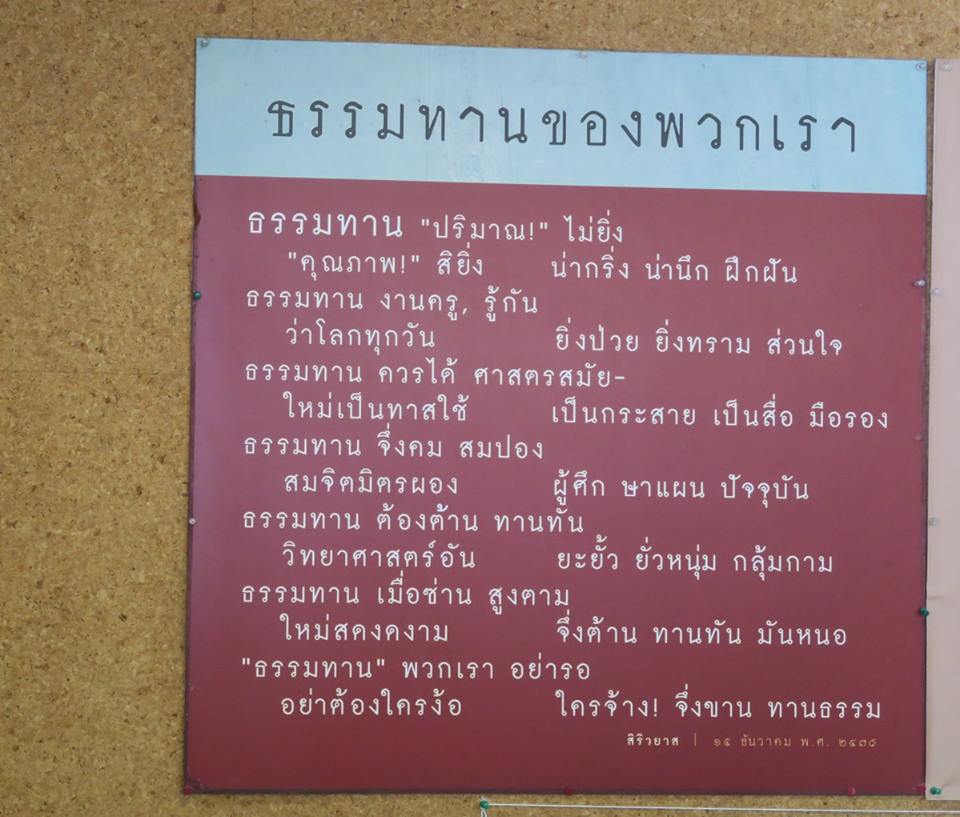 ธรรมทานของพวกเรา
ธรรมทาน "ปริมาณ!" ไม่ยิ่ง
"คุณภาพ!" สิยิ่ง น่ากริ่ง น่านึก ฝึกฝัน
ธรรมทาน งานครู, รู้กัน
ว่าโลกทุกวัน ยิ่งป่วย ยิ่งทราม ส่วนใจ
ธรรมทาน ควรได้ ศาสตรสมัย-
ใหม่เป็นทาสใช้ เป็นกระสาย เป็นสื่อ มือรอง
ธรรมทาน จึ่งคม สมปอง
สมจิตมิตรผอง ผู้ศึก ษาแผน ปัจจุบัน
ธรรมทาน ต้องต้าน ทานทัน
วิทยาศาสตร์อัน ยะยั้ว ยั่วหนุ่ม กลุ้มกาม
ธรรมทาน เมื่อซ่าน สูงตาม
ใหม่สดงดงาม จึ่งต้าน ทานทัน มันหนอ
"ธรรมทาน" พวกเรา อย่ารอ
อย่าต้องใครง้อ ใครจ้าง! จึ่งขาน ทานธรรม
สิริวยาส | ๑๕ ธันวาคม พ.ศ. ๒๔๗๘